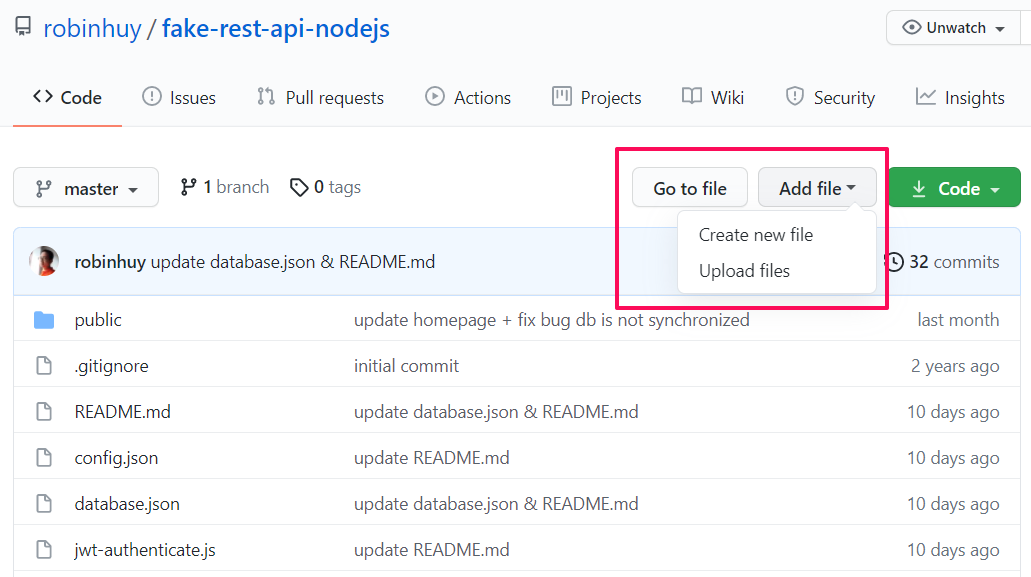 robinhuy / fake-rest-api-nodejs
Unwatch
Code Issues Pull requests Actions Projects Wiki Security Insights
master 1 branch 0 tags Go to file Add file Code
Create new file
Upload files
robinhuy update database.json & README.md 32 commits
public update homepage + fix bug db is not synchronized last month
.gitignore initial commit 2 years ago
README.md update database.json & README.md 10 days ago
config.json update README.md 10 days ago
database.json update database.json & README.md 10 days ago
jwt-authenticate.js update README.md 10 days ago